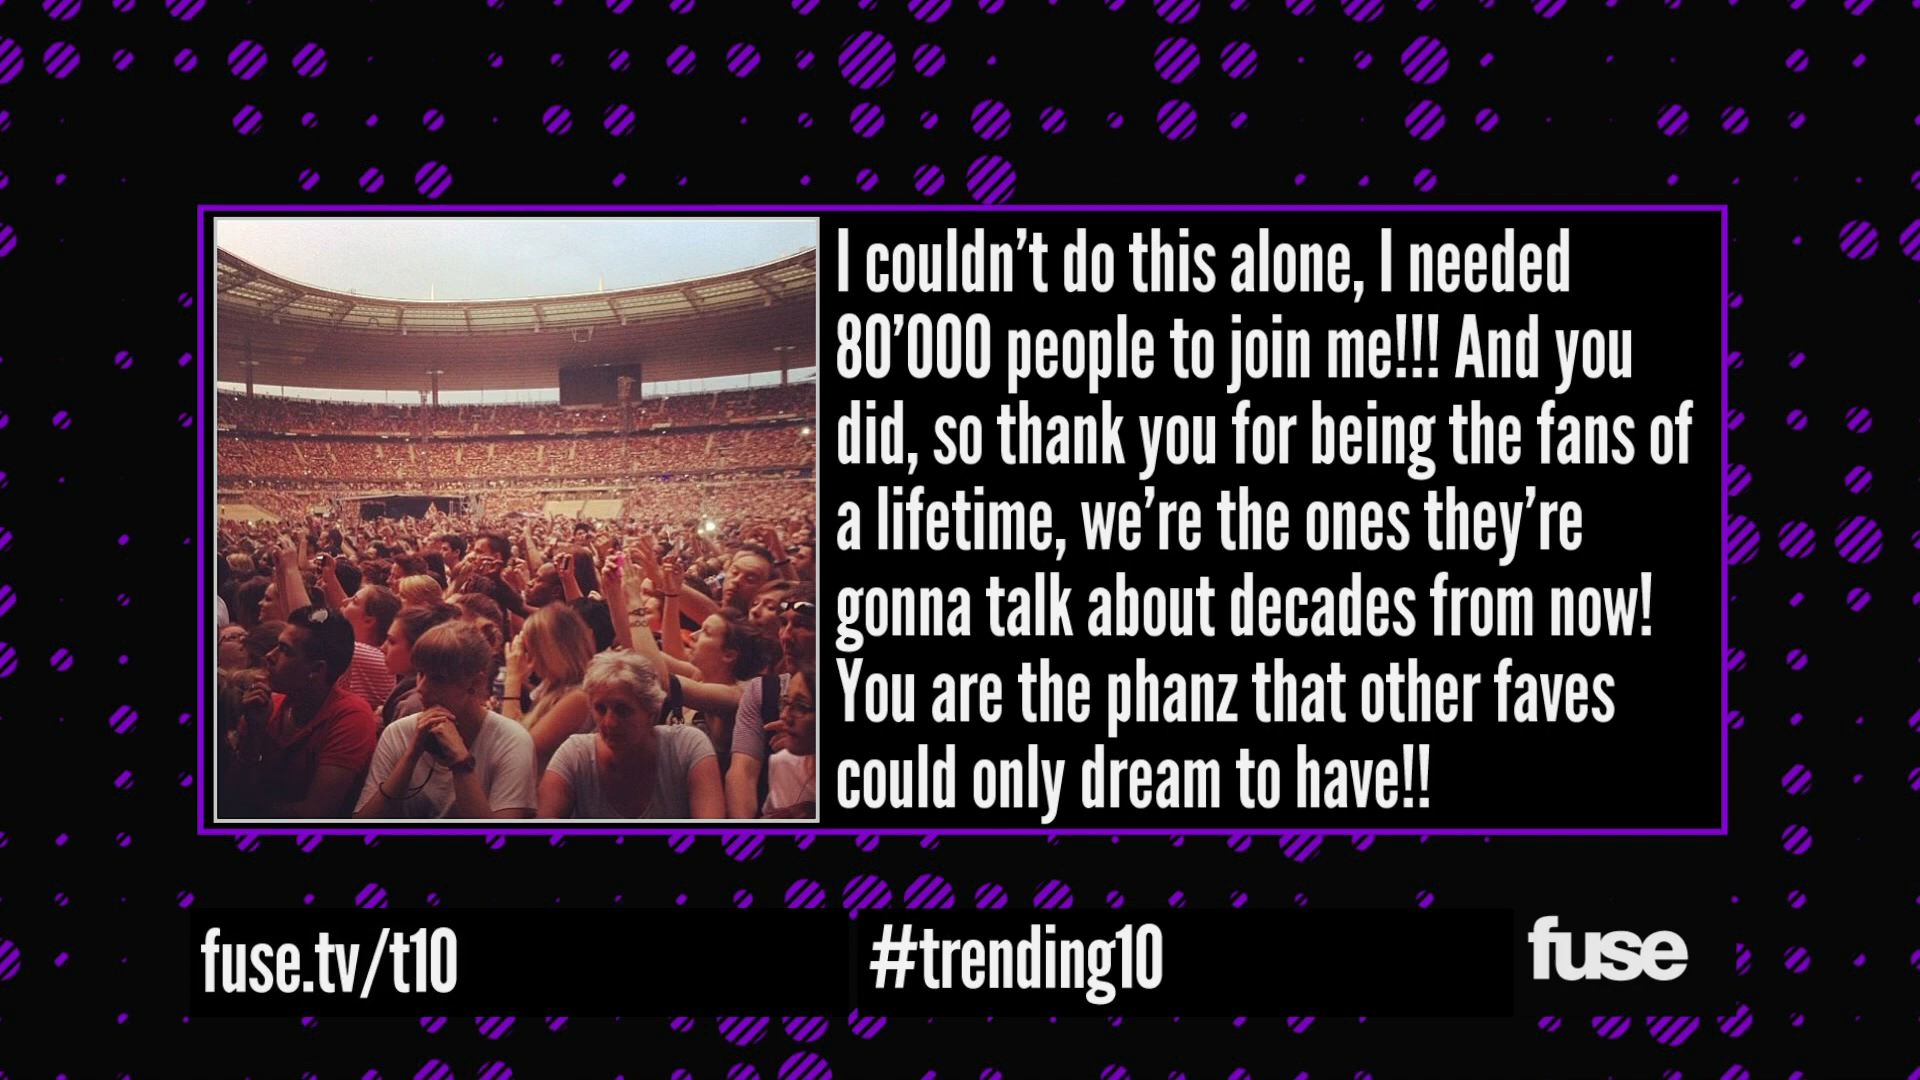 I couldn’t do this alone, I needed
80’000 people to join me!!! And you
did, so thank you for being the fans of
a lifetime, we’re the ones they’re
gonna talk about decades from now!
You are the phanz that other faves
could only dream to have!!
fuse.tv/t10
#trending10
fuse